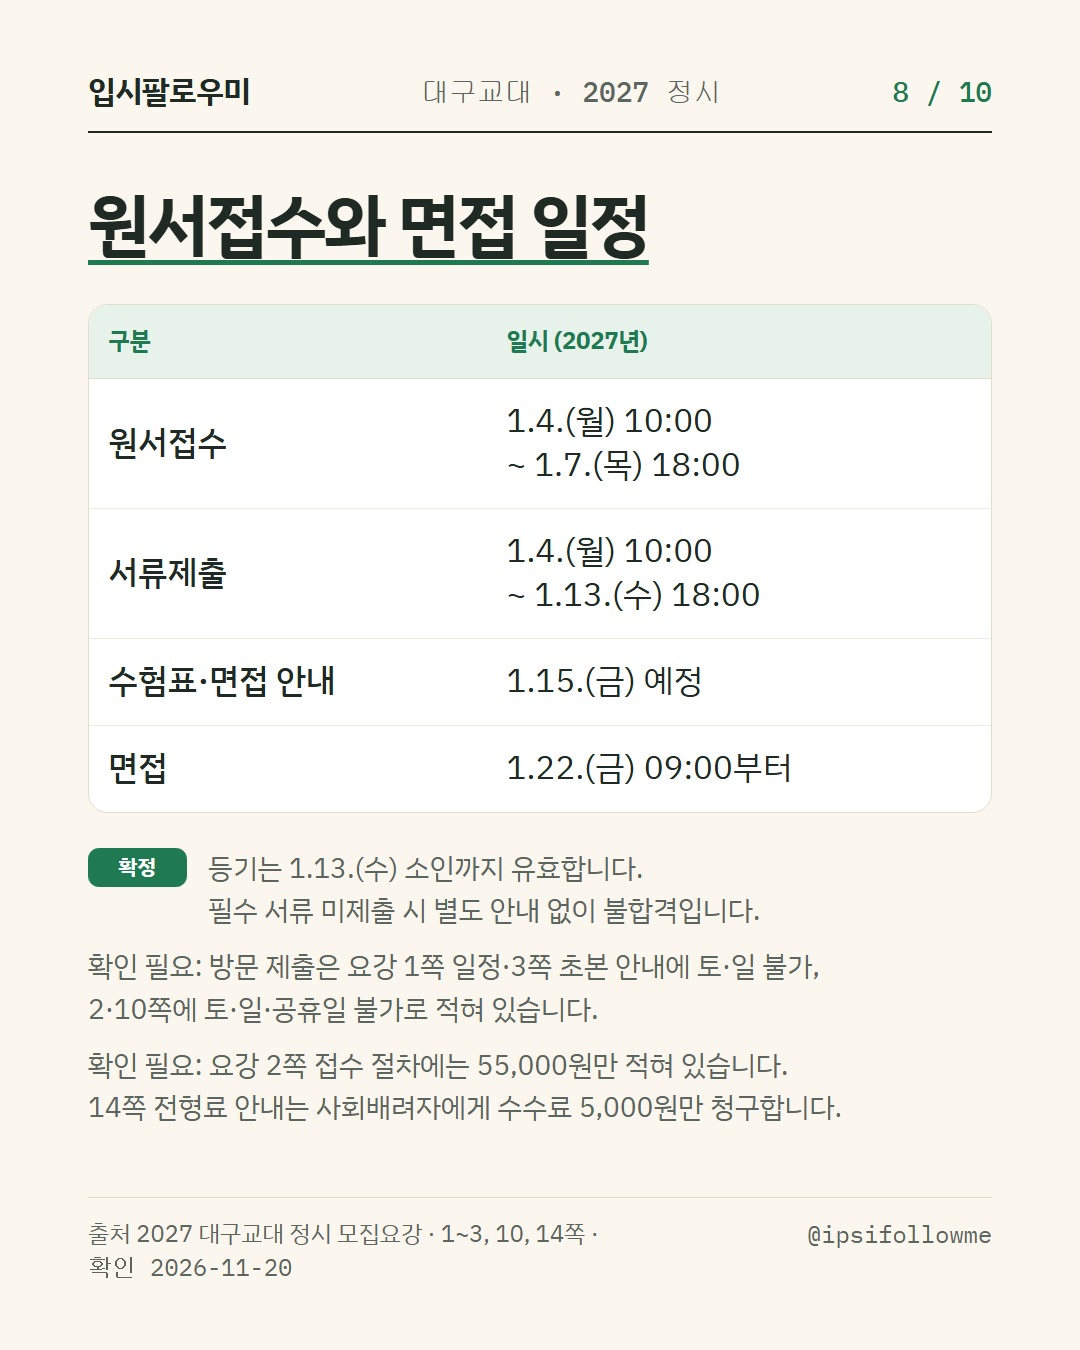 입시팔로우미
대구교대 · 2027 정시
8 / 10
원서접수와 면접 일정
구분 일시 (2027년)
원서접수
1.4.(월) 10:00
~ 1.7.(목) 18:00
서류제출
1.4.(월) 10:00
~ 1.13.(수) 18:00
수험표·면접 안내 1.15.(금) 예정
면접 1.22.(금) 09:00부터
확정 등기는 1.13.(수) 소인까지 유효합니다.
필수 서류 미제출 시 별도 안내 없이 불합격입니다.
확인 필요: 방문 제출은 요강 1쪽 일정·3쪽 초본 안내에 토·일 불가,
2·10쪽에 토·일·공휴일 불가로 적혀 있습니다.
확인 필요: 요강 2쪽 접수 절차에는 55,000원만 적혀 있습니다.
14쪽 전형료 안내는 사회배려자에게 수수료 5,000원만 청구합니다.
출처 2027 대구교대 정시 모집요강 · 1~3, 10, 14쪽 ·
확인 2026-11-20
@ipsifollowme